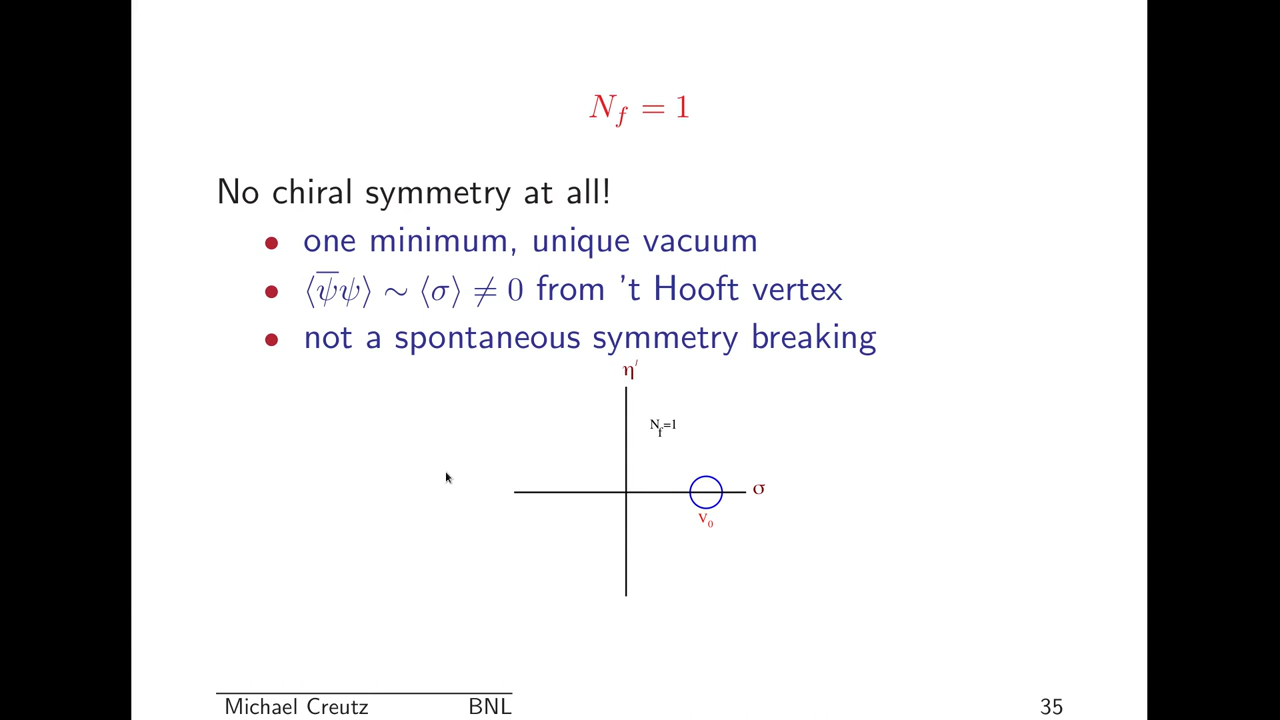 N_f = 1
No chiral symmetry at all!
• one minimum, unique vacuum
• ⟨ψ̅ψ⟩ ∼ ⟨σ⟩ ≠ 0 from ’t Hooft vertex
• not a spontaneous symmetry breaking
η′
N_f=1
σ
V_0
Michael Creutz BNL 35